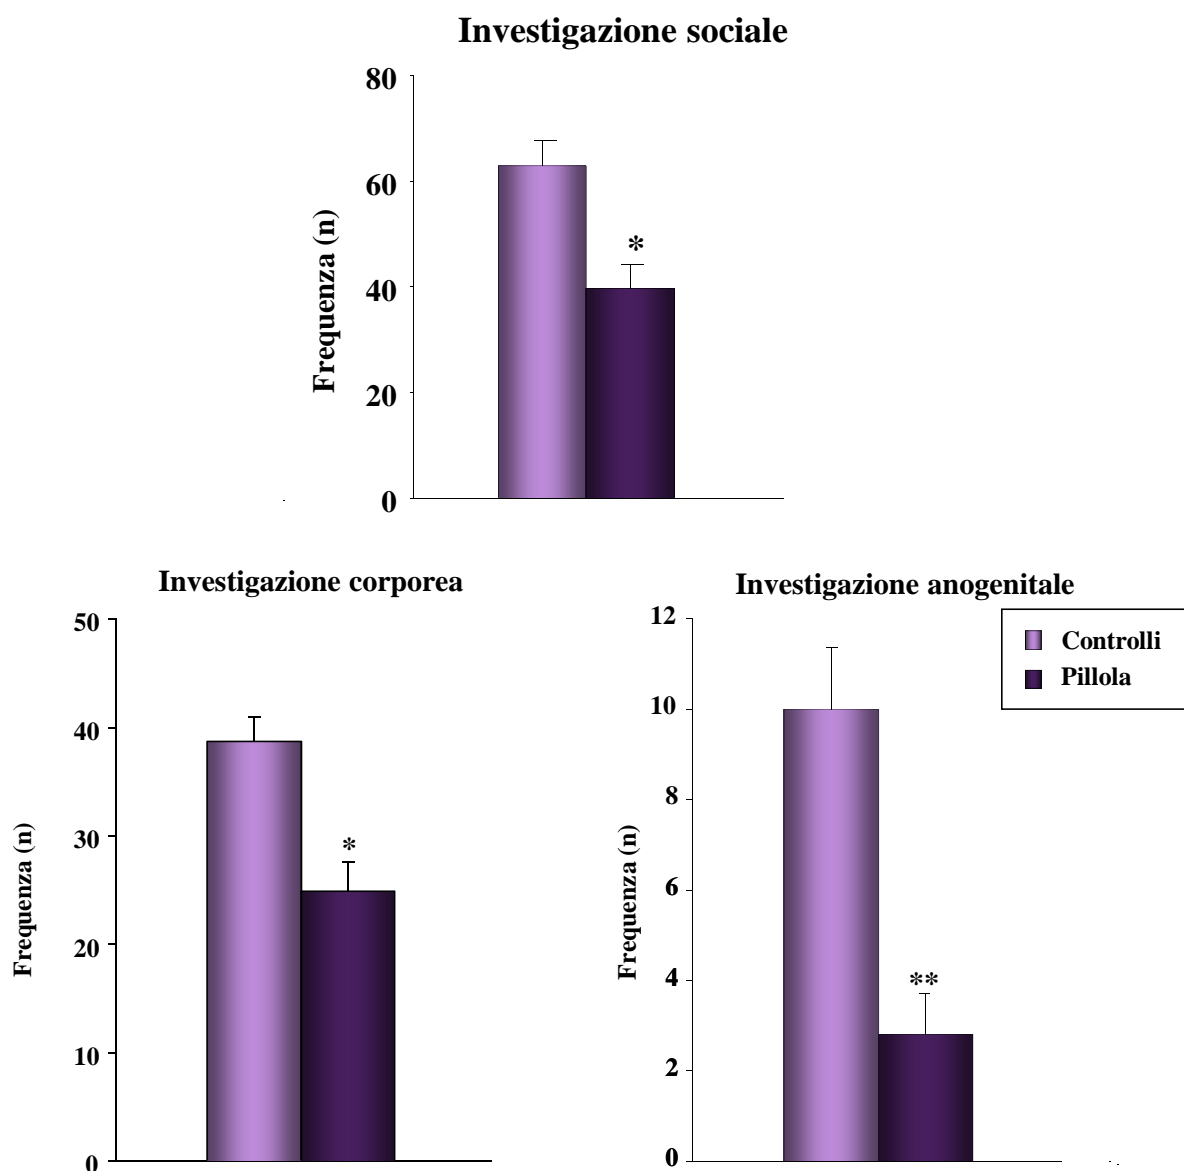 Investigazione sociale
80
60
40
20
0
Frequenza (n)
*
Investigazione corporea
50
40
30
20
10
0
Frequenza (n)
*
Investigazione anogenitale
12
10
8
6
4
2
0
Frequenza (n)
**
Controlli
Pillola